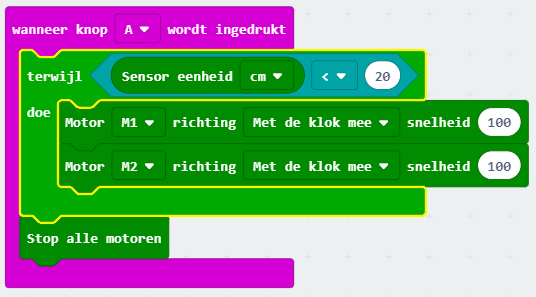 wanneer knop A wordt ingedrukt
terwijl Sensor eenheid cm < 20
doe
Motor M1 richting Met de klok mee snelheid 100
Motor M2 richting Met de klok mee snelheid 100
Stop alle motoren